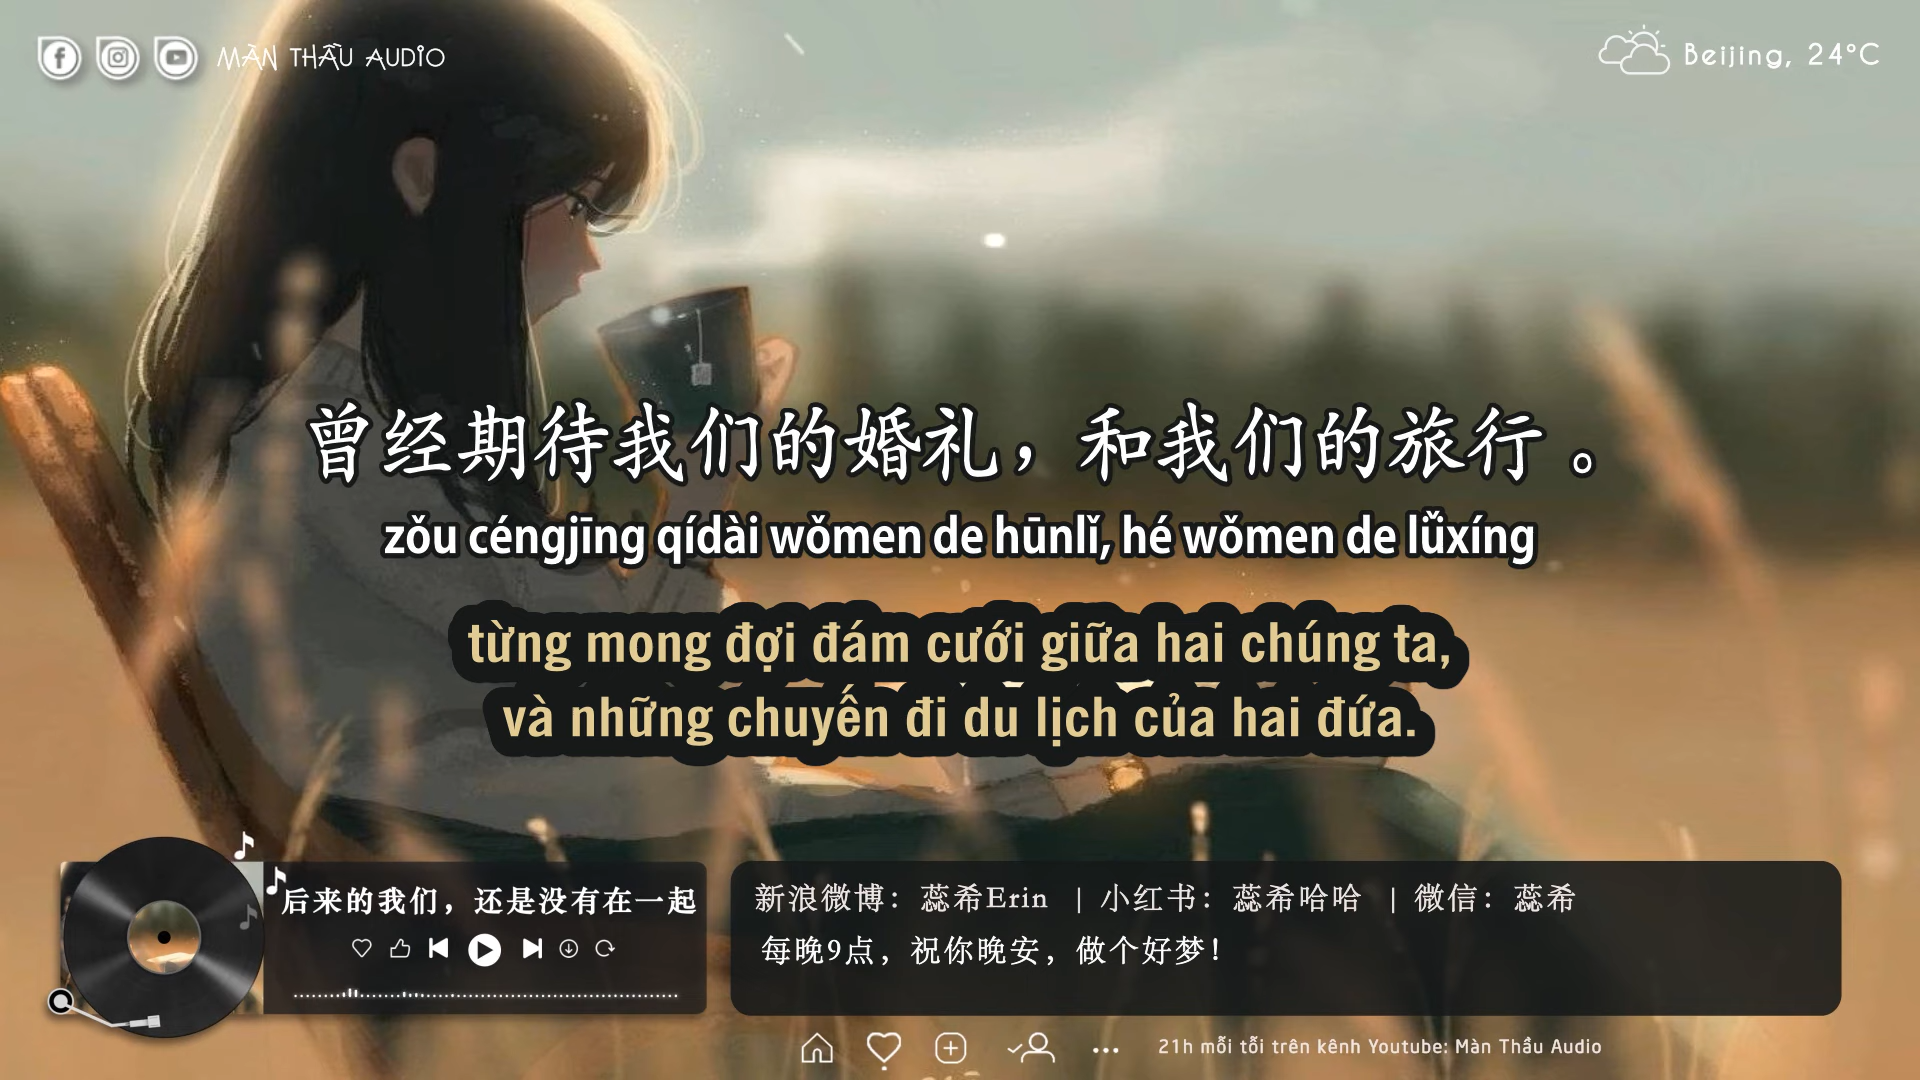 MÀN THẦU AUDIO
Beijing, 24°C
曾经期待我们的婚礼，和我们的旅行。
zǒu céngjīng qídài wǒmen de hūnlǐ, hé wǒmen de lǚxíng
từng mong đợi đám cưới giữa hai chúng ta,
và những chuyến đi du lịch của hai đứa.
后来的我们，还是没有在一起
新浪微博：蕊希Erin | 小红书：蕊希哈哈 | 微信：蕊希
每晚9点，祝你晚安，做个好梦！
21h mỗi tối trên kênh Youtube: Màn Thầu Audio